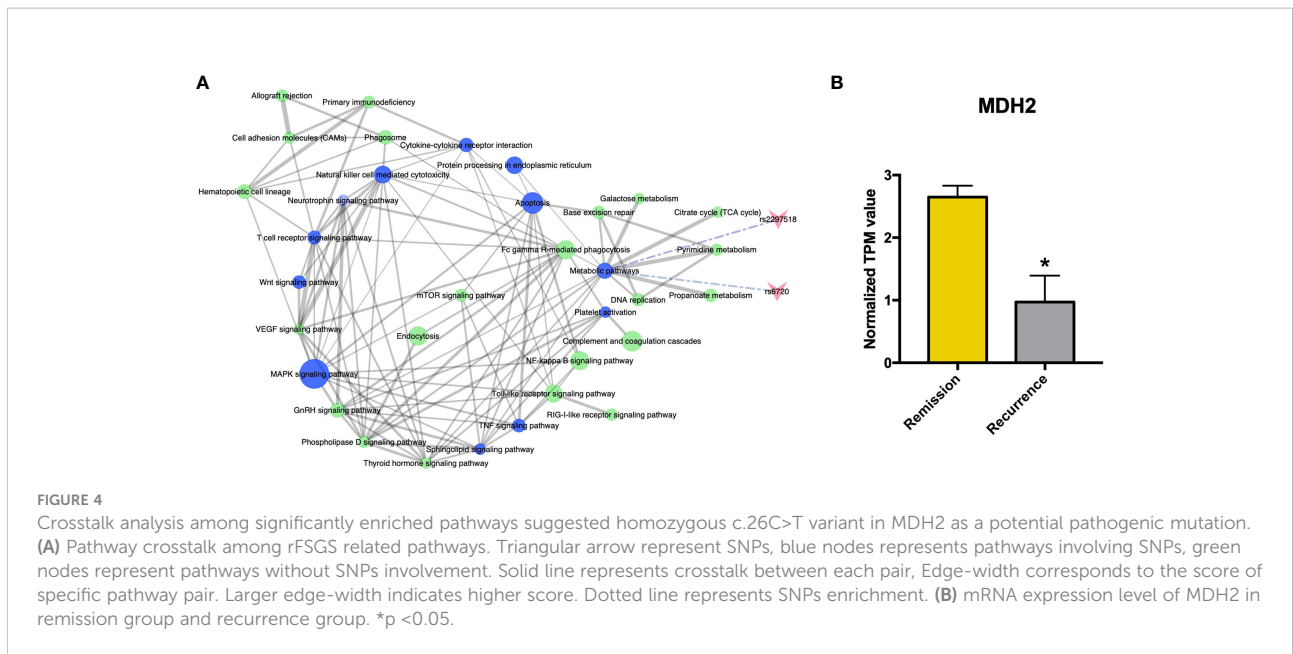 A
Allograft rejection
Primary immunodeficiency
Cell adhesion molecules (CAMs)
Phagosome
Cytokine-cytokine receptor interaction
Protein processing in endoplasmic reticulum
Natural killer cell mediated cytotoxicity
Hematopoietic cell lineage
Neurotrophin signaling pathway
Apoptosis
Galactose metabolism
Base excision repair
Citrate cycle (TCA cycle)
rs2297518
T cell receptor signaling pathway
Fc gamma R-mediated phagocytosis
Pyrimidine metabolism
Metabolic pathways
Wnt signaling pathway
mTOR signaling pathway
DNA replication
Propanoate metabolism
rs6720
Platelet activation
VEGF signaling pathway
Endocytosis
Complement and coagulation cascades
NF-kappa B signaling pathway
MAPK signaling pathway
Toll-like receptor signaling pathway
GnRH signaling pathway
RIG-I-like receptor signaling pathway
TNF signaling pathway
Phospholipase D signaling pathway
Sphingolipid signaling pathway
Thyroid hormone signaling pathway
B
MDH2
Normalized TPM value
3
2
1
0
*
Remission
Recurrence
FIGURE 4
Crosstalk analysis among significantly enriched pathways suggested homozygous c.26C>T variant in MDH2 as a potential pathogenic mutation.
(A) Pathway crosstalk among rFSGS related pathways. Triangular arrow represent SNPs, blue nodes represents pathways involving SNPs, green
nodes represent pathways without SNPs involvement. Solid line represents crosstalk between each pair, Edge-width corresponds to the score of
specific pathway pair. Larger edge-width indicates higher score. Dotted line represents SNPs enrichment. (B) mRNA expression level of MDH2 in
remission group and recurrence group. *p <0.05.